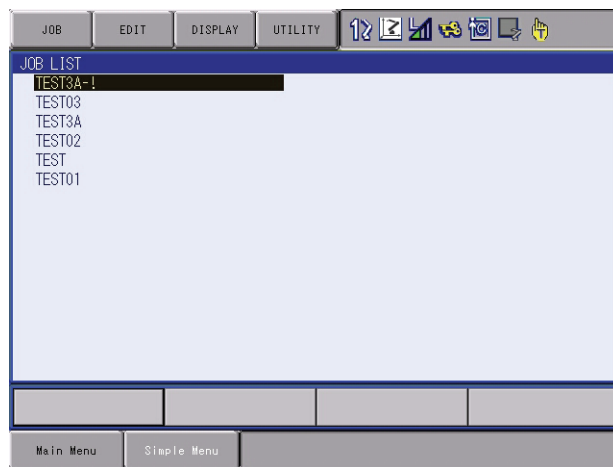 JOB EDIT DISPLAY UTILITY
JOB LIST
TEST3A-!
TEST03
TEST3A
TEST02
TEST
TEST01
Main Menu Simple Menu